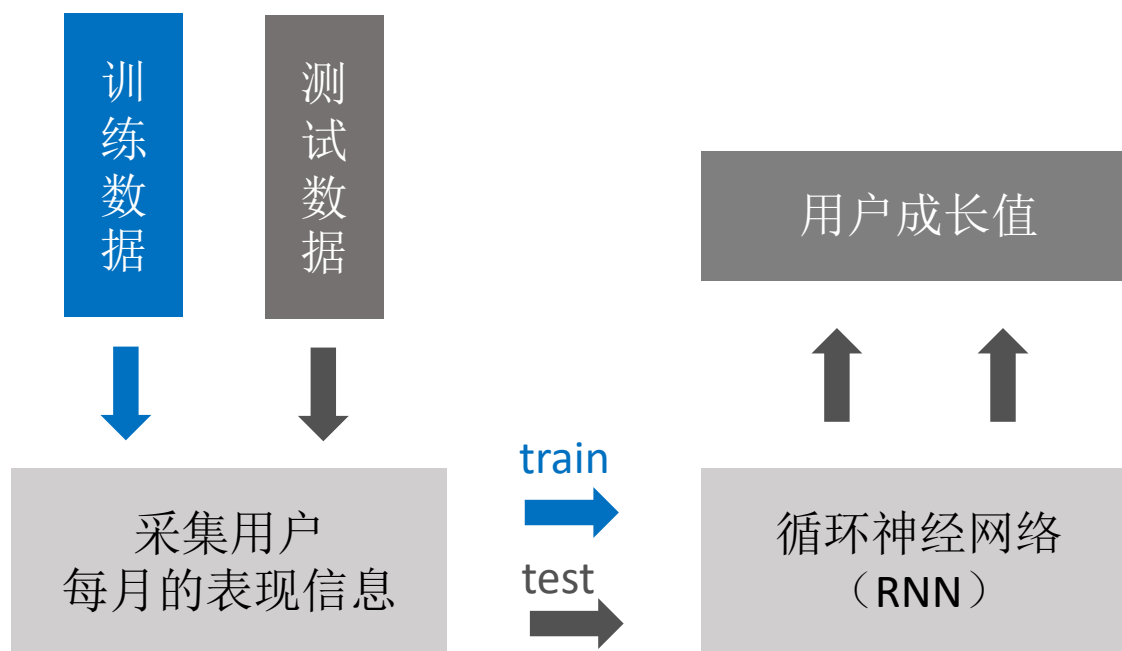 训练数据
测试数据
用户成长值
train
采集用户
每月的表现信息
test
循环神经网络
（RNN）